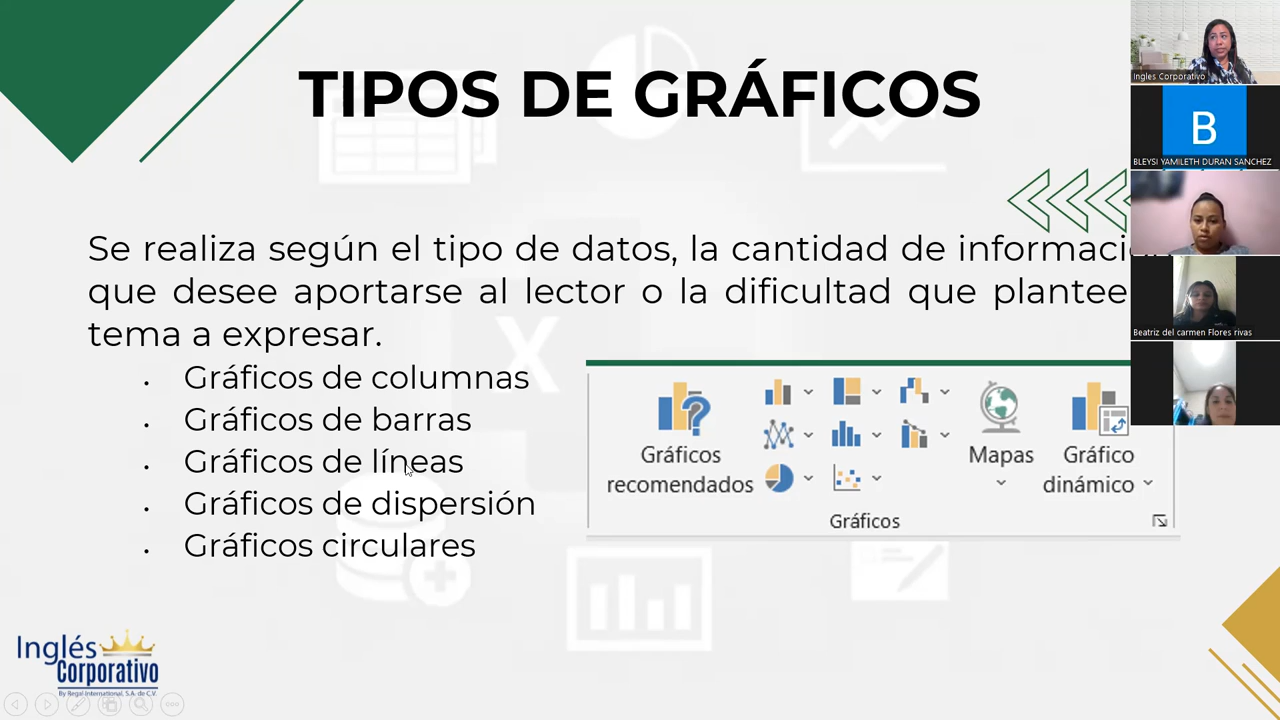 TIPOS DE GRÁFICOS
Se realiza según el tipo de datos, la cantidad de
que desee aportarse al lector o la dificultad que plantee
tema a expresar.
• Gráficos de columnas
• Gráficos de barras
• Gráficos de líneas
• Gráficos de dispersión
• Gráficos circulares
Gráficos
recomendados
Mapas
Gráfico
dinámico
Gráficos
Inglés
Corporativo
By Regal International, S.A. de C.V.
Ingles Corporativo
B
BLEYSI YAMILETH DURAN SANCHEZ
Beatriz del carmen Flores rivas
X